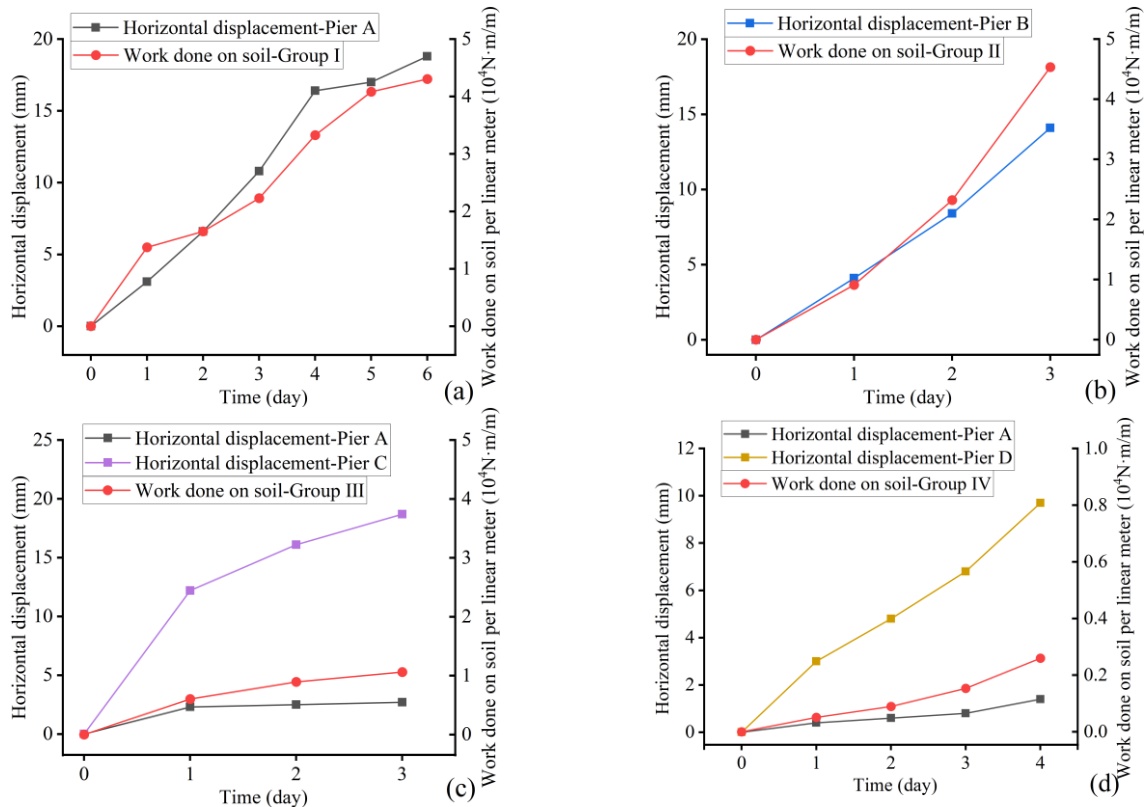 Horizontal displacement-Pier A
Work done on soil-Group I
Horizontal displacement (mm)
20
15
10
5
0
Work done on soil per linear meter (10⁴N·m/m)
5
4
3
2
1
0
0 1 2 3 4 5 6
Time (day)
(a)
Horizontal displacement-Pier B
Work done on soil-Group II
Horizontal displacement (mm)
20
15
10
5
0
Work done on soil per linear meter (10⁴N·m/m)
5
4
3
2
1
0
0 1 2 3
Time (day)
(b)
Horizontal displacement-Pier A
Horizontal displacement-Pier C
Work done on soil-Group III
Horizontal displacement (mm)
25
20
15
10
5
0
Work done on soil per linear meter (10⁴N·m/m)
5
4
3
2
1
0
0 1 2 3
Time (day)
(c)
Horizontal displacement-Pier A
Horizontal displacement-Pier D
Work done on soil-Group IV
Horizontal displacement (mm)
12
10
8
6
4
2
0
Work done on soil per linear meter (10⁴N·m/m)
1.0
0.8
0.6
0.4
0.2
0.0
0 1 2 3 4
Time (day)
(d)